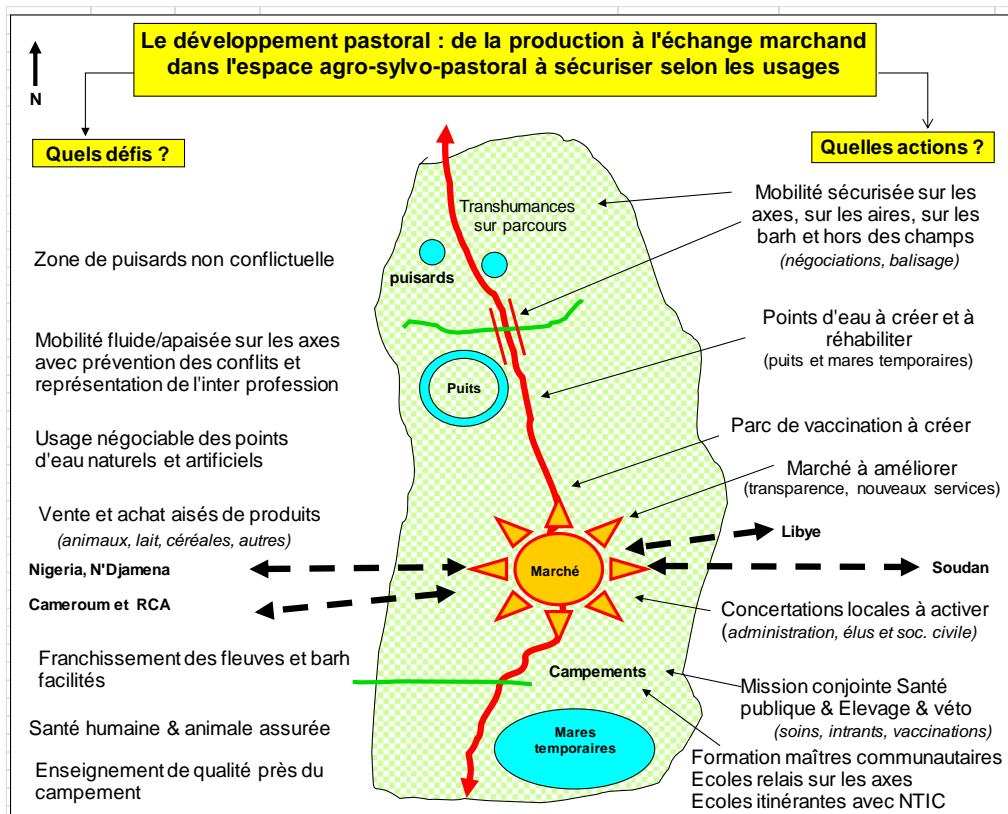 Le développement pastoral : de la production à l'échange marchand
dans l'espace agro-sylvo-pastoral à sécuriser selon les usages
N
Quels défis ?
Zone de puisards non conflictuelle
Mobilité fluide/apaisée sur les axes
avec prévention des conflits et
représentation de l'inter profession
Usage négociable des points
d'eau naturels et artificiels
Vente et achat aisés de produits
(animaux, lait, céréales, autres)
Nigeria, N'Djamena
Cameroum et RCA
Franchissement des fleuves et barh
facilités
Santé humaine & animale assurée
Enseignement de qualité près du
campement
Transhumances
sur parcours
puisards
Puits
Marché
Campements
Mares
temporaires
Quelles actions ?
Mobilité sécurisée sur les
axes, sur les aires, sur les
barh et hors des champs
(négociations, balisage)
Points d'eau à créer et à
réhabiliter
(puits et mares temporaires)
Parc de vaccination à créer
Marché à améliorer
(transparence, nouveaux services)
Libye
Soudan
Concertations locales à activer
(administration, élus et soc. civile)
Mission conjointe Santé
publique & Elevage & véto
(soins, intrants, vaccinations)
Formation maîtres communautaires
Ecoles relais sur les axes
Ecoles itinérantes avec NTIC